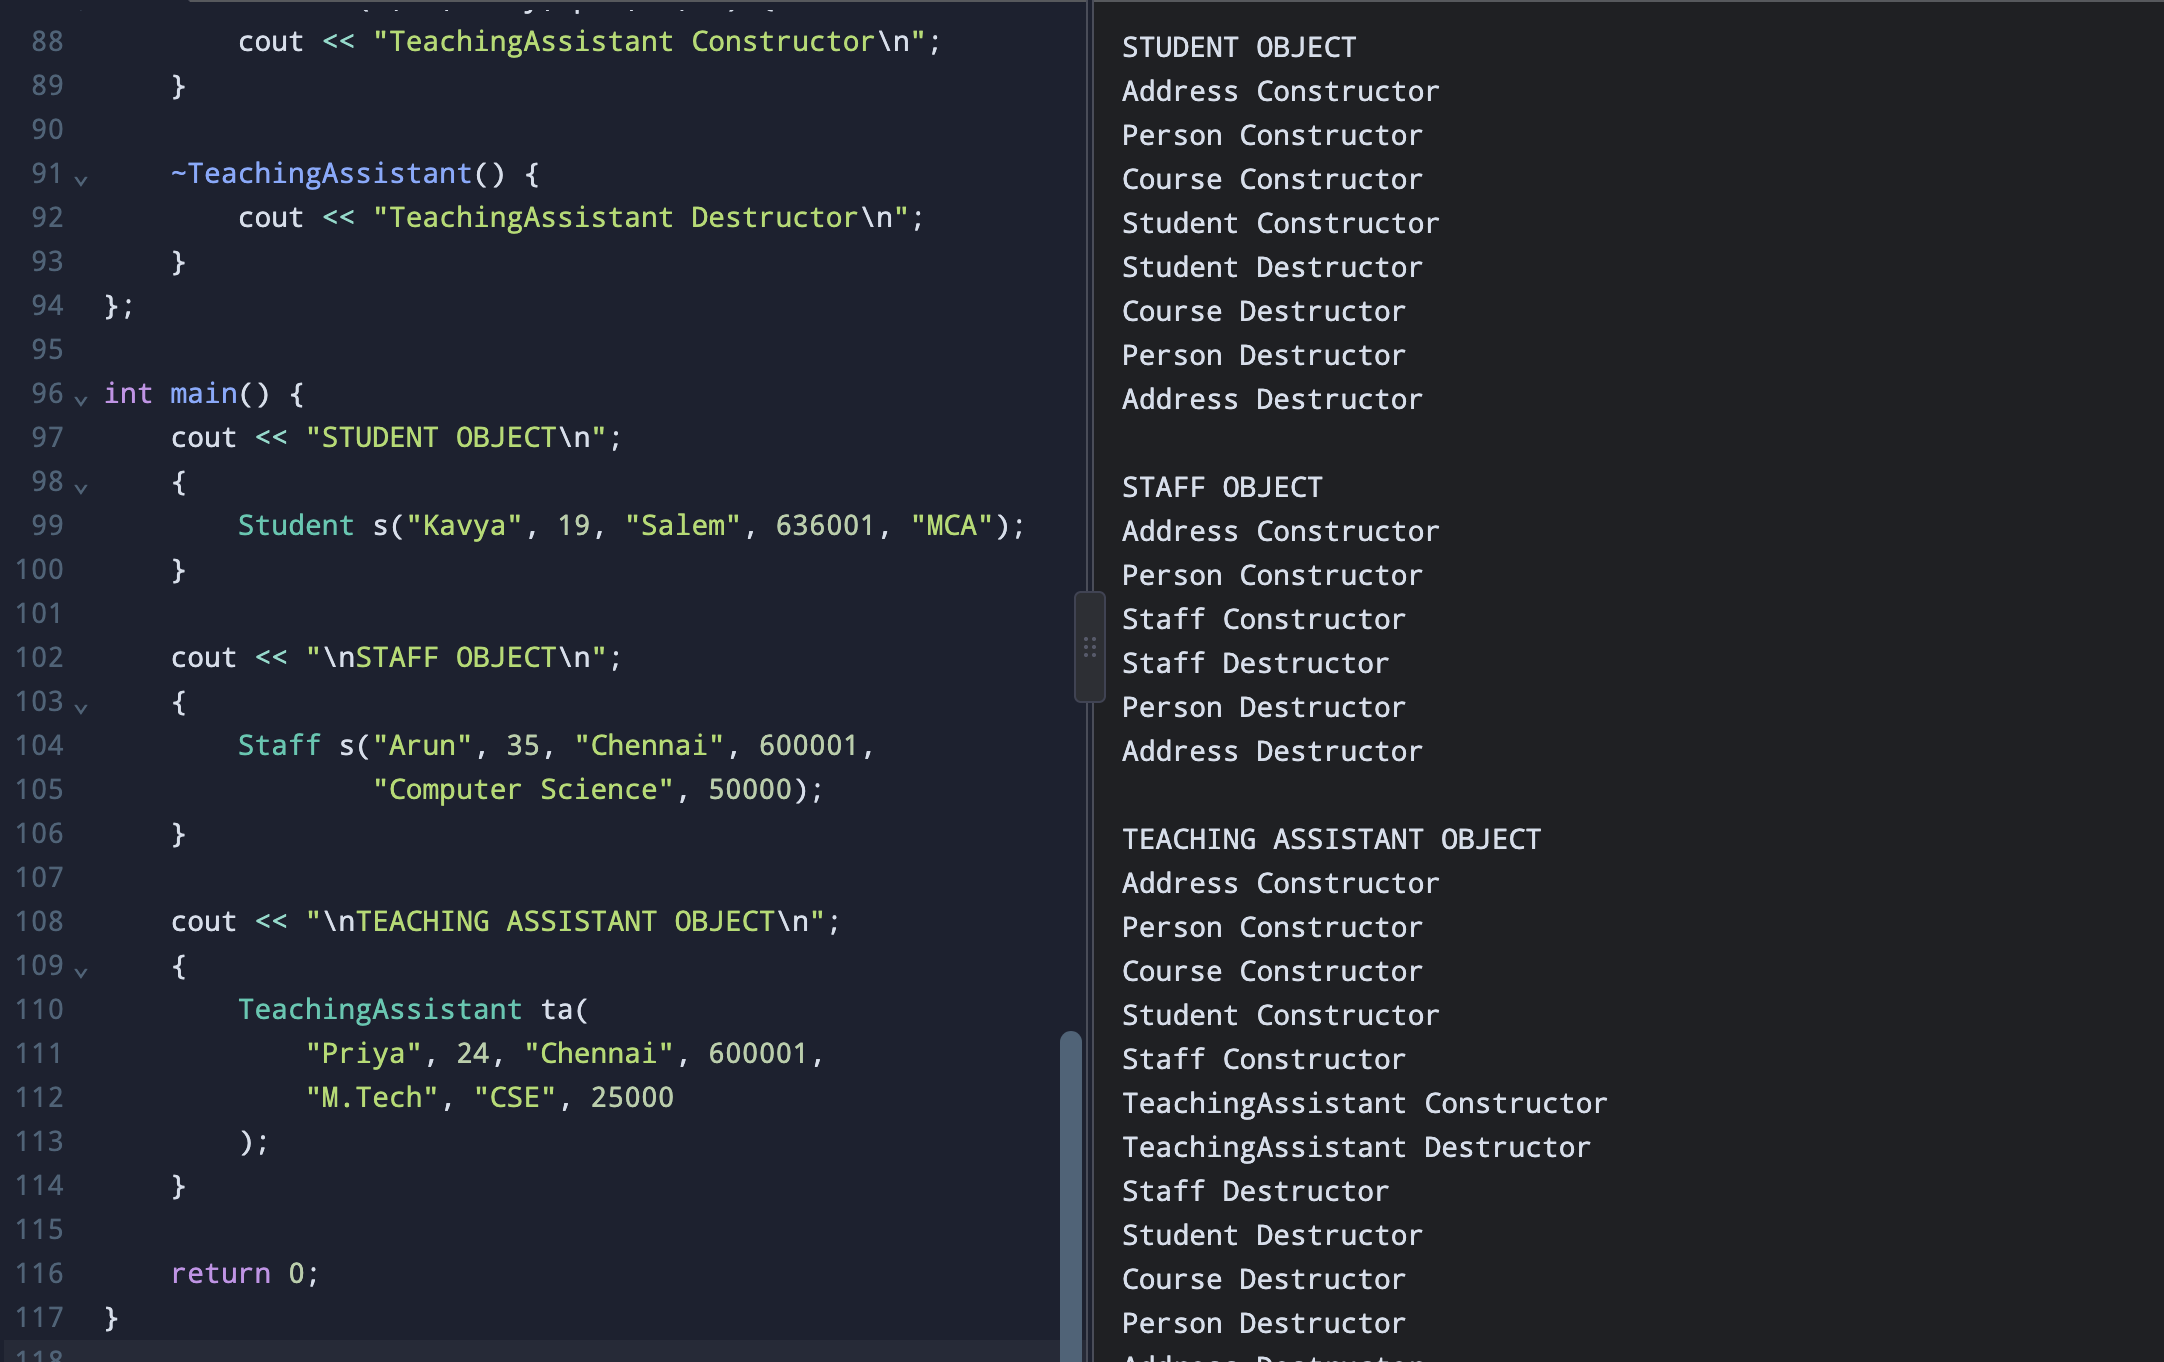 88 cout << "TeachingAssistant Constructor\n";
89 }
90
91 ~TeachingAssistant() {
92 cout << "TeachingAssistant Destructor\n";
93 }
94 };
95
96 int main() {
97 cout << "STUDENT OBJECT\n";
98 {
99 Student s("Kavya", 19, "Salem", 636001, "MCA");
100 }
101
102 cout << "\nSTAFF OBJECT\n";
103 {
104 Staff s("Arun", 35, "Chennai", 600001,
105 "Computer Science", 50000);
106 }
107
108 cout << "\nTEACHING ASSISTANT OBJECT\n";
109 {
110 TeachingAssistant ta(
111 "Priya", 24, "Chennai", 600001,
112 "M.Tech", "CSE", 25000
113 );
114 }
115
116 return 0;
117 }
118
STUDENT OBJECT
Address Constructor
Person Constructor
Course Constructor
Student Constructor
Student Destructor
Course Destructor
Person Destructor
Address Destructor

STAFF OBJECT
Address Constructor
Person Constructor
Staff Constructor
Staff Destructor
Person Destructor
Address Destructor

TEACHING ASSISTANT OBJECT
Address Constructor
Person Constructor
Course Constructor
Student Constructor
Staff Constructor
TeachingAssistant Constructor
TeachingAssistant Destructor
Staff Destructor
Student Destructor
Course Destructor
Person Destructor
Address Destructor